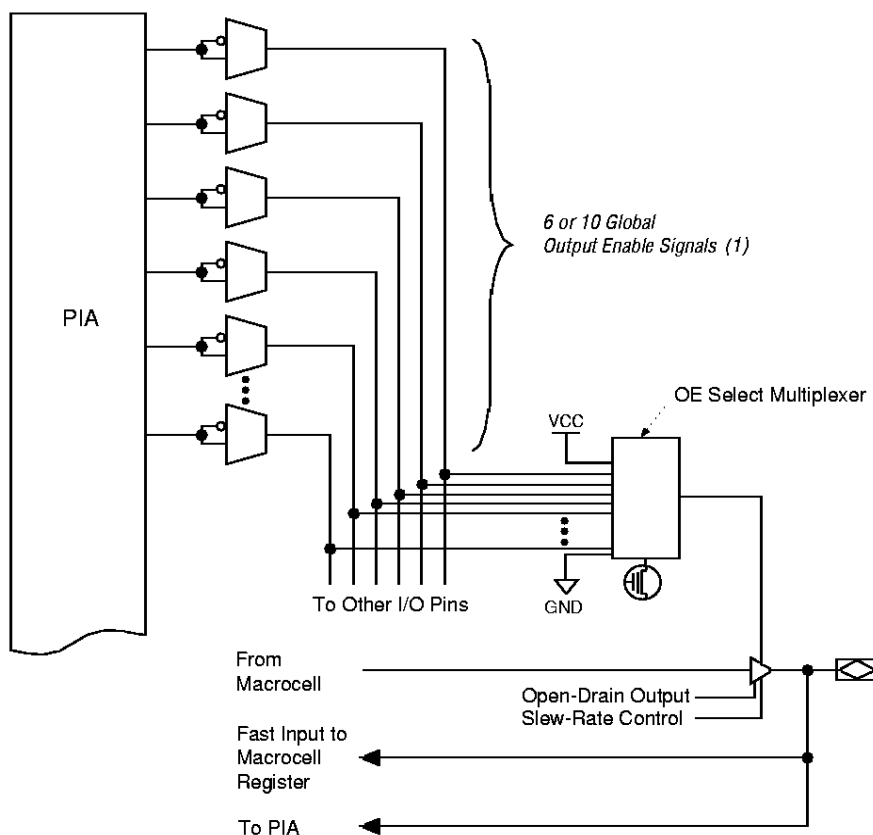 PIA
6 or 10 Global
Output Enable Signals (1)
OE Select Multiplexer
VCC
GND
To Other I/O Pins
From
Macrocell
Open-Drain Output
Slew-Rate Control
Fast Input to
Macrocell
Register
To PIA